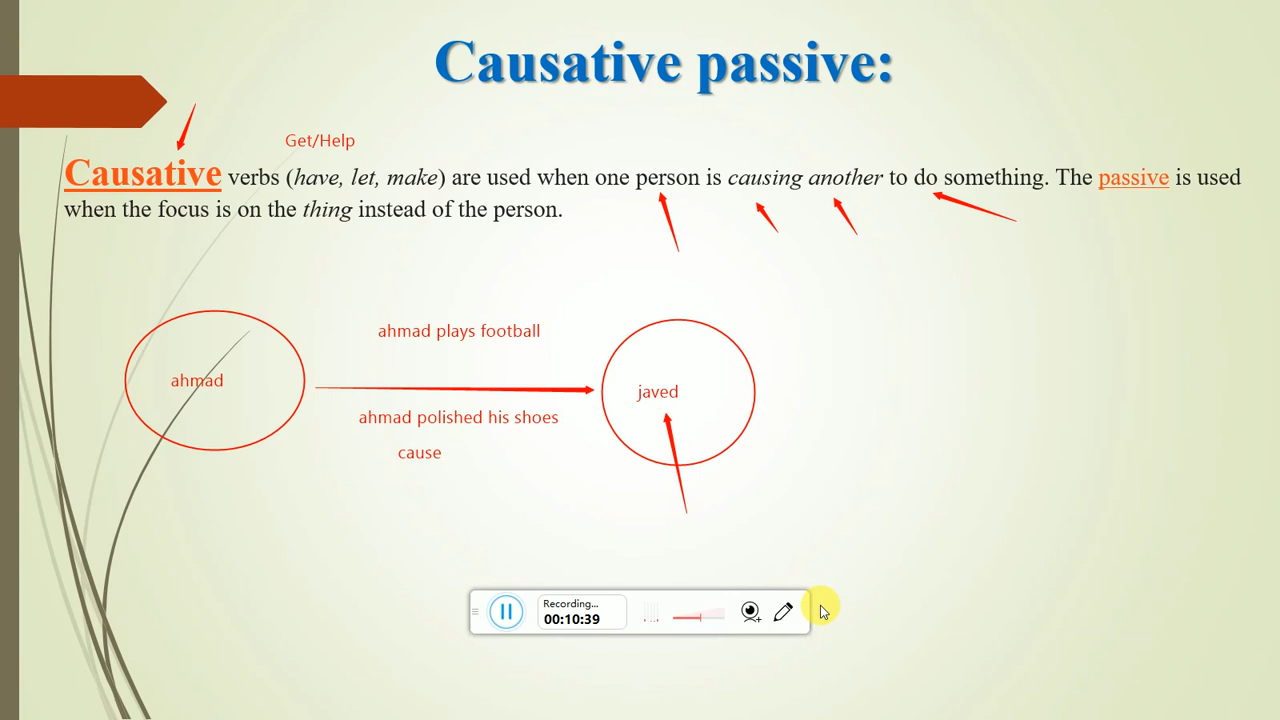 Causative passive:
Get/Help
Causative verbs (have, let, make) are used when one person is causing another to do something. The passive is used
when the focus is on the thing instead of the person.
ahmad plays football
ahmad
javed
ahmad polished his shoes
cause
Recording...
00:10:39